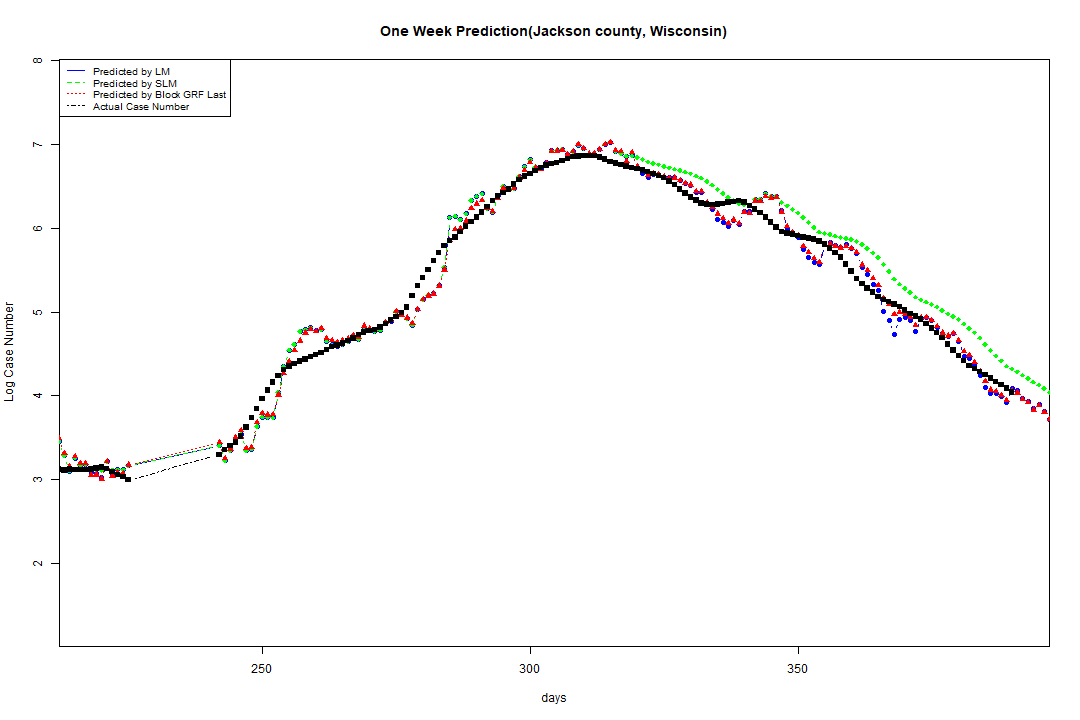 One Week Prediction(Jackson county, Wisconsin)
Predicted by LM
Predicted by SLM
Predicted by Block GRF Last
Actual Case Number
8
7
6
5
4
3
2
Log Case Number
250 300 350
days